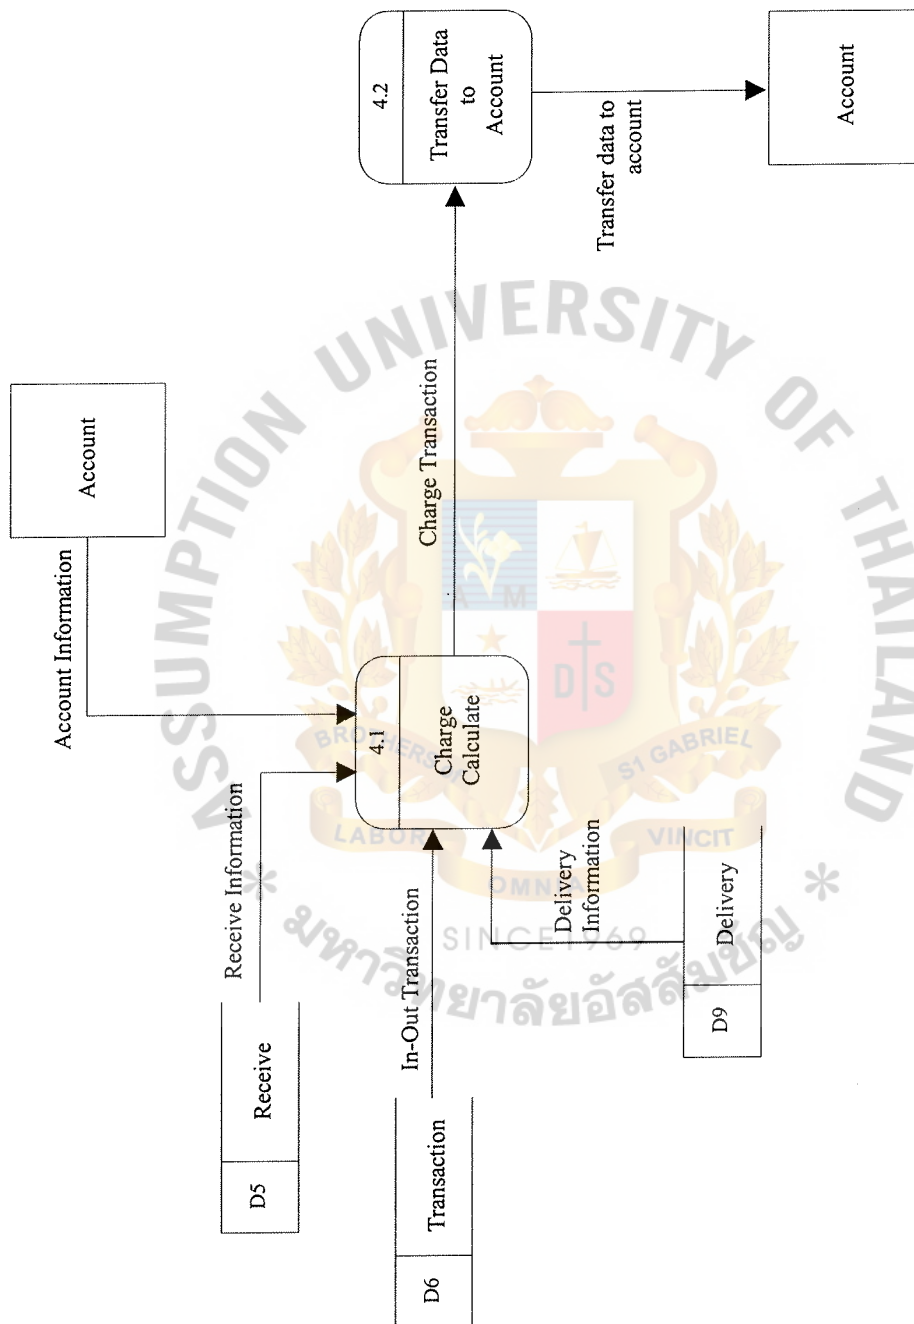 Account
Account Information
Receive Information
D5
Receive
4.1
Charge
Calculate
Charge Transaction
4.2
Transfer Data
to
Account
In-Out Transaction
D6
Transaction
Delivery
Information
D9
Delivery
Transfer data to
account
Account
ASSUMPTION UNIVERSITY OF THAILAND
A M
D S
BROTHERS OF
S1 GABRIEL
LABOR
OMNIA
VINCIT
SINCE1969
* มหาวิทยาลัยอัสสัมชัญ *